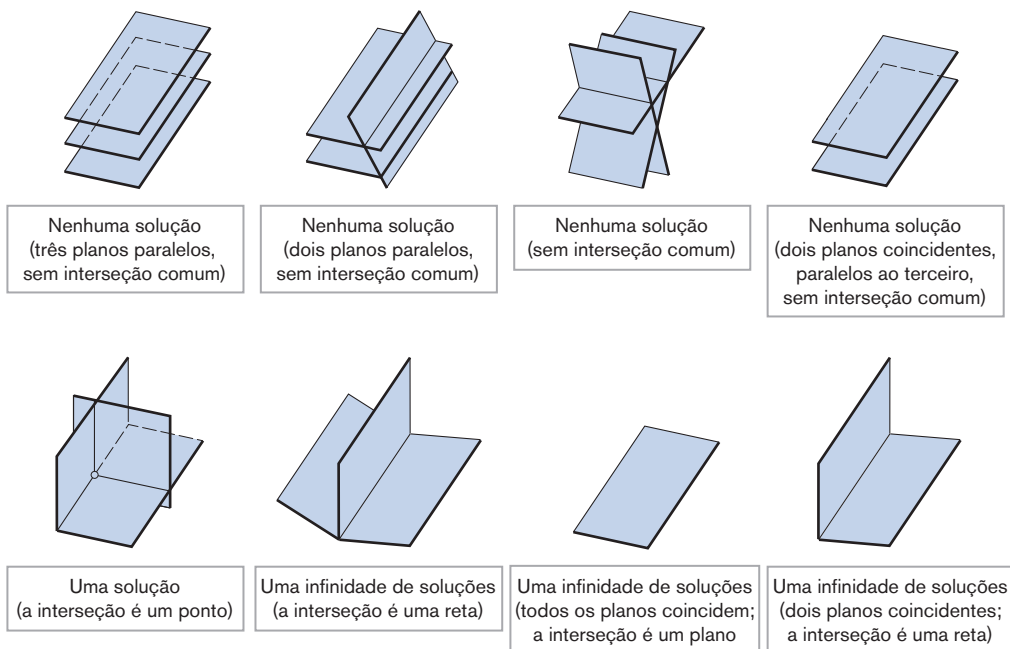 Nenhuma solução
(três planos paralelos,
sem interseção comum)
Nenhuma solução
(dois planos paralelos,
sem interseção comum)
Nenhuma solução
(sem interseção comum)
Nenhuma solução
(dois planos coincidentes,
paralelos ao terceiro,
sem interseção comum)
Uma solução
(a interseção é um ponto)
Uma infinidade de soluções
(a interseção é uma reta)
Uma infinidade de soluções
(todos os planos coincidem;
a interseção é um plano
Uma infinidade de soluções
(dois planos coincidentes;
a interseção é uma reta)